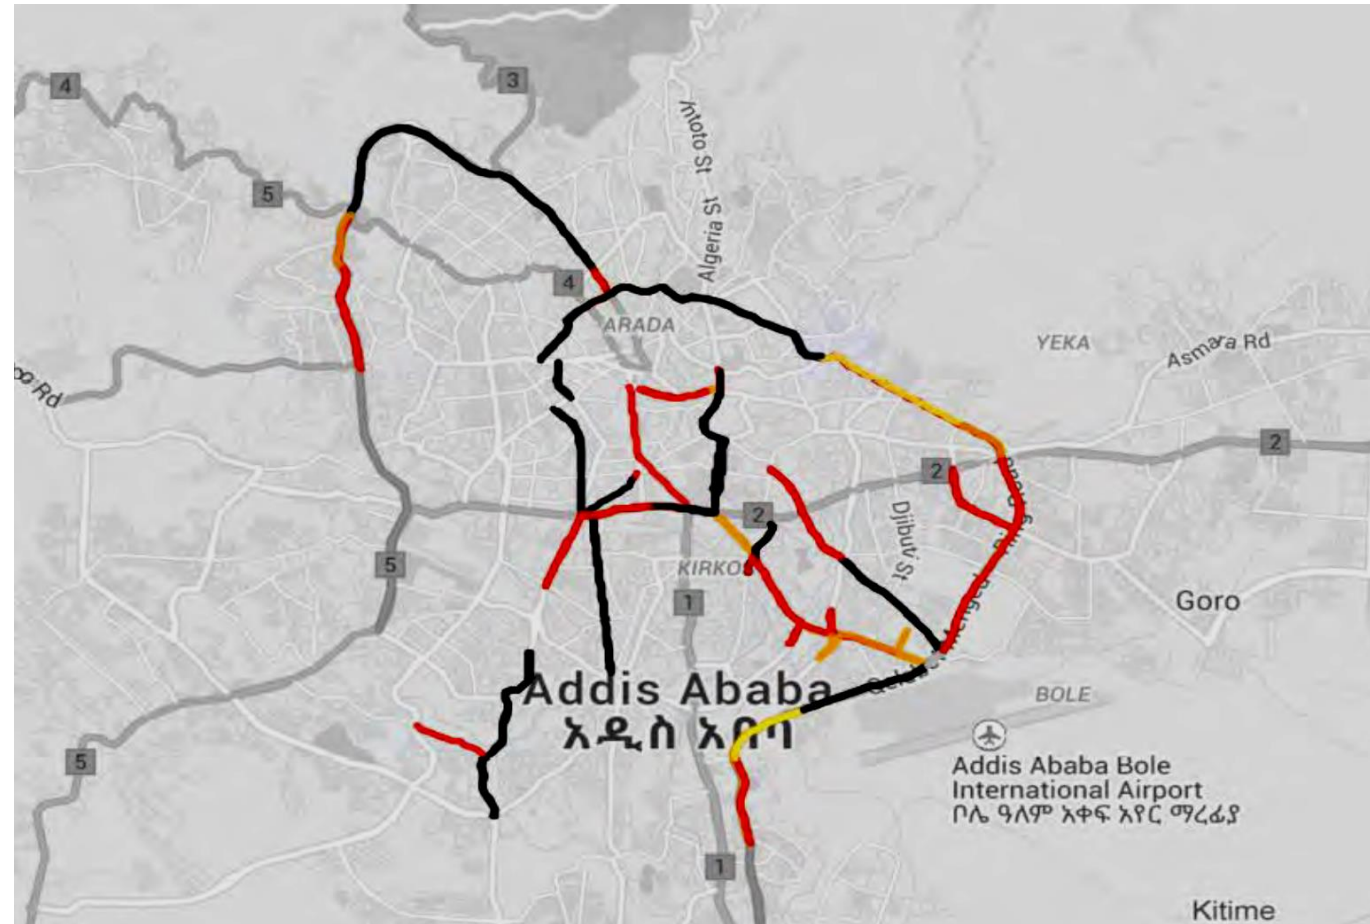 3
4
Entoto St
5
Algeria St
4
ARADA
YEKA
Asmara Rd
2
2
2
Djibuti St
KIRKOS
5
1
Goro
Addis Ababa
አዲስ አበባ
BOLE
5
Addis Ababa Bole
International Airport
ቦሌ ዓለም አቀፍ አየር ማረፊያ
1
Kitime